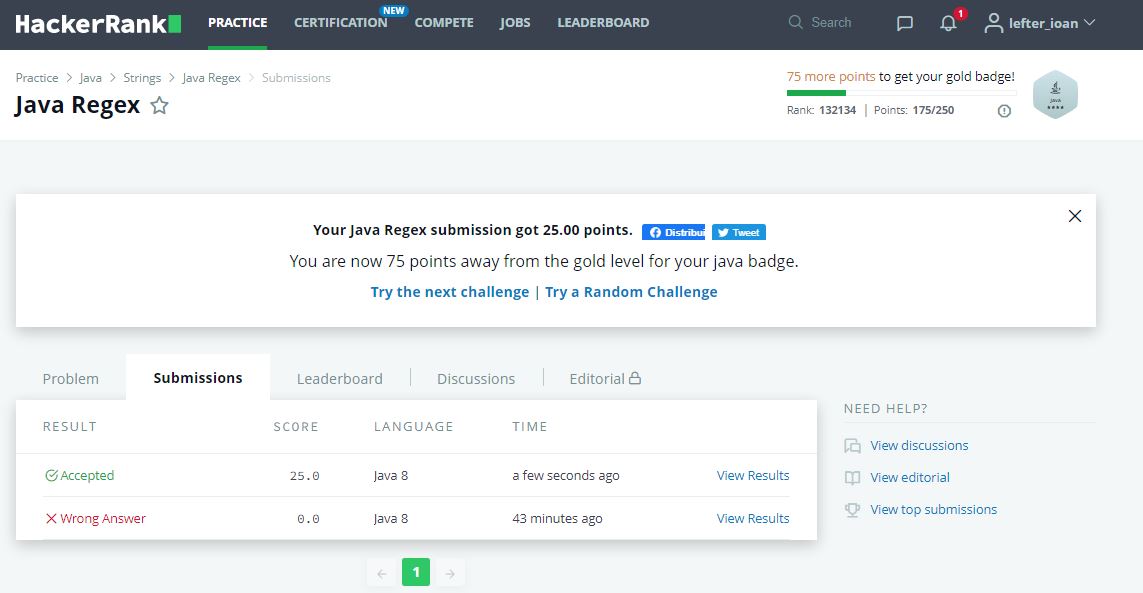 HackerRank PRACTICE CERTIFICATION NEW COMPETE JOBS LEADERBOARD Search 1 lefter_ioan
Practice > Java > Strings > Java Regex > Submissions
75 more points to get your gold badge!
Java Regex
Rank: 132134 | Points: 175/250
Java
Your Java Regex submission got 25.00 points. Distribui Tweet
You are now 75 points away from the gold level for your java badge.
Try the next challenge | Try a Random Challenge
Problem Submissions Leaderboard Discussions Editorial
RESULT SCORE LANGUAGE TIME
Accepted 25.0 Java 8 a few seconds ago View Results
Wrong Answer 0.0 Java 8 43 minutes ago View Results
1
NEED HELP?
View discussions
View editorial
View top submissions